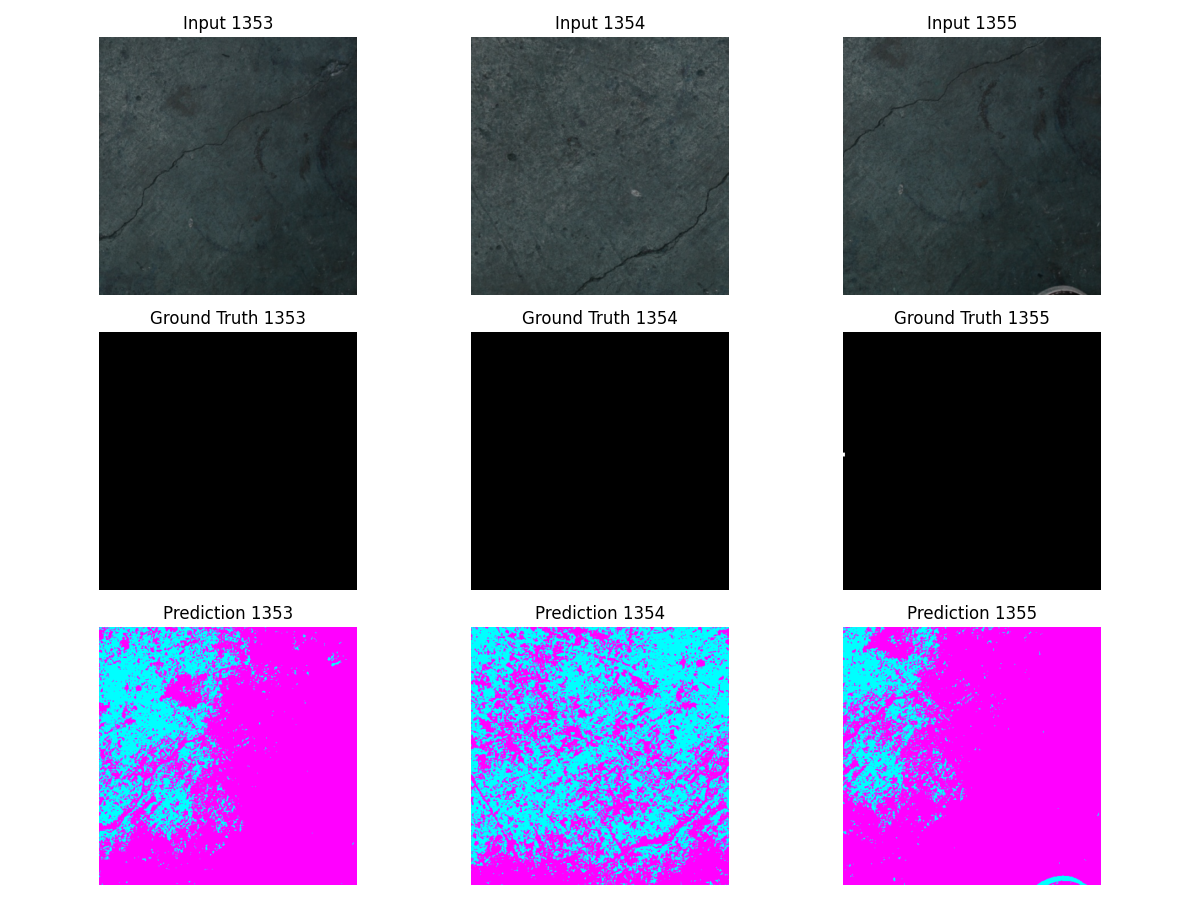 Input 1353
Input 1354
Input 1355
Ground Truth 1353
Ground Truth 1354
Ground Truth 1355
Prediction 1353
Prediction 1354
Prediction 1355